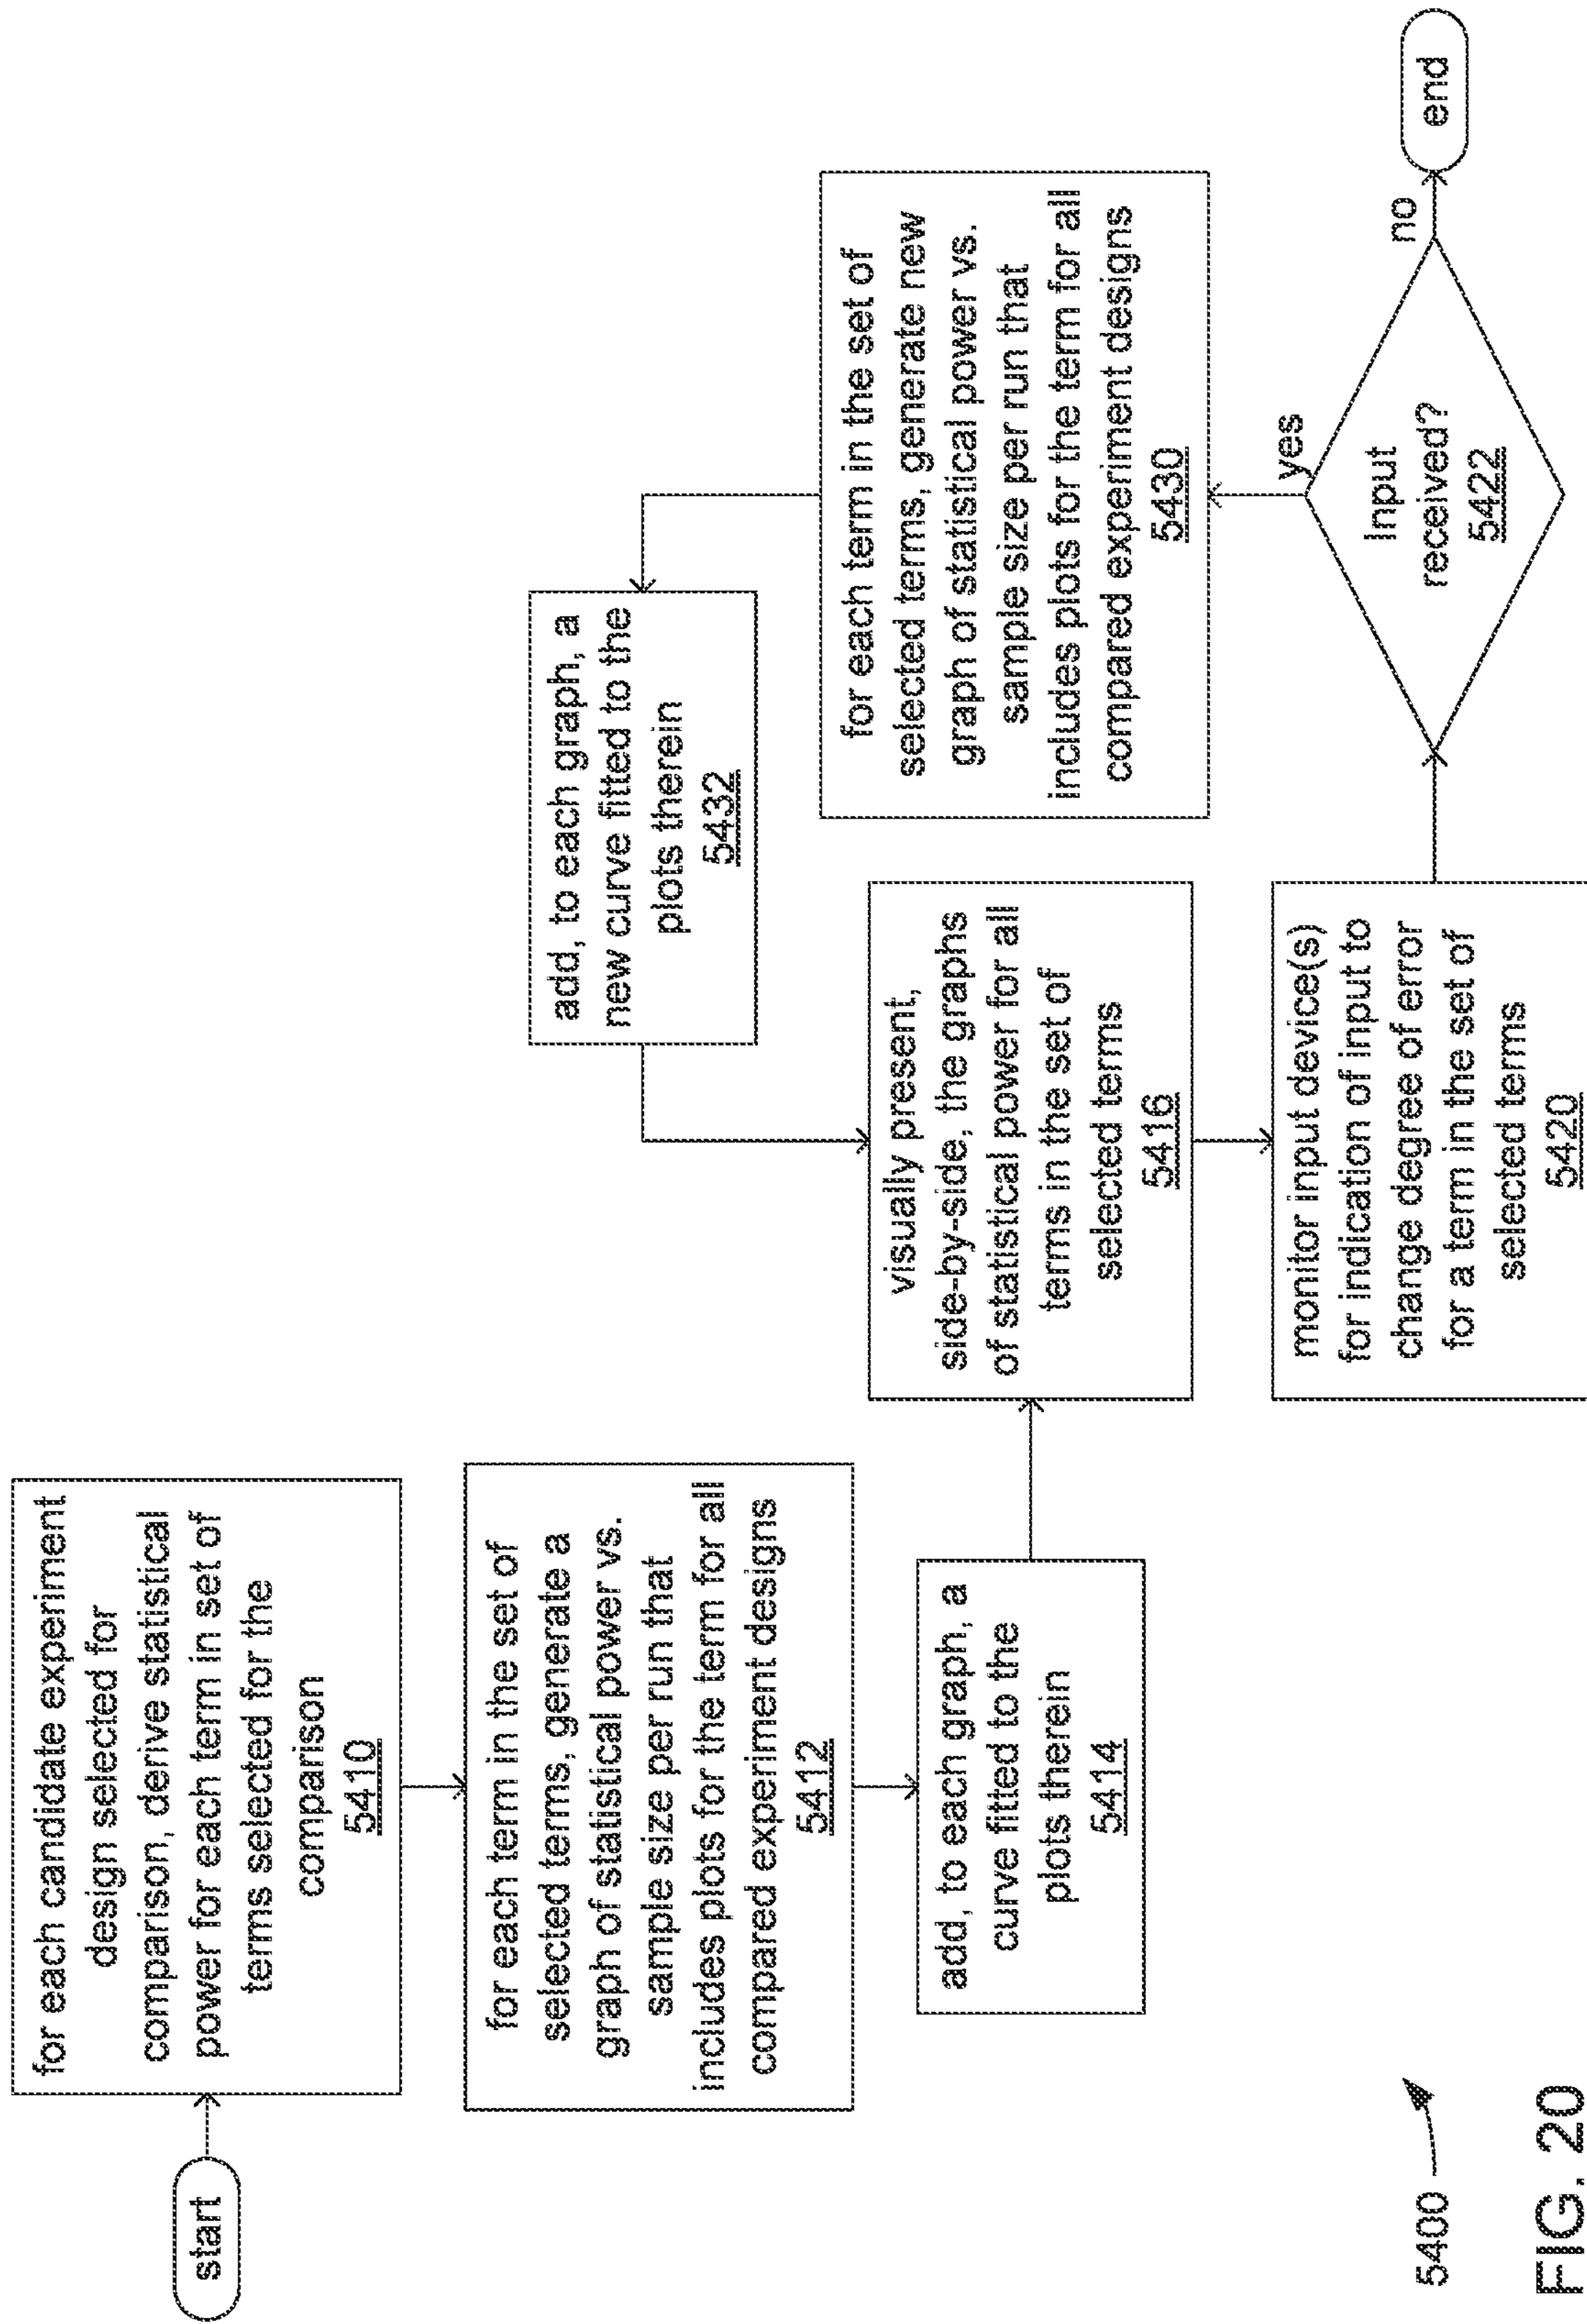 start
for each candidate experiment
design selected for
comparison, derive statistical
power for each term in set of
terms selected for the
comparison
5410
for each term in the set of
selected terms, generate a
graph of statistical power vs.
sample size per run that
includes plots for the term for all
compared experiment designs
5412
add, to each graph, a
curve fitted to the
plots therein
5414
visually present,
side-by-side, the graphs
of statistical power for all
terms in the set of
selected terms
5416
monitor input device(s)
for indication of input to
change degree of error
for a term in the set of
selected terms
5420
Input
received?
5422
yes
no
end
for each term in the set of
selected terms, generate new
graph of statistical power vs.
sample size per run that
includes plots for the term for all
compared experiment designs
5430
add, to each graph, a
new curve fitted to the
plots therein
5432
5400
FIG. 20